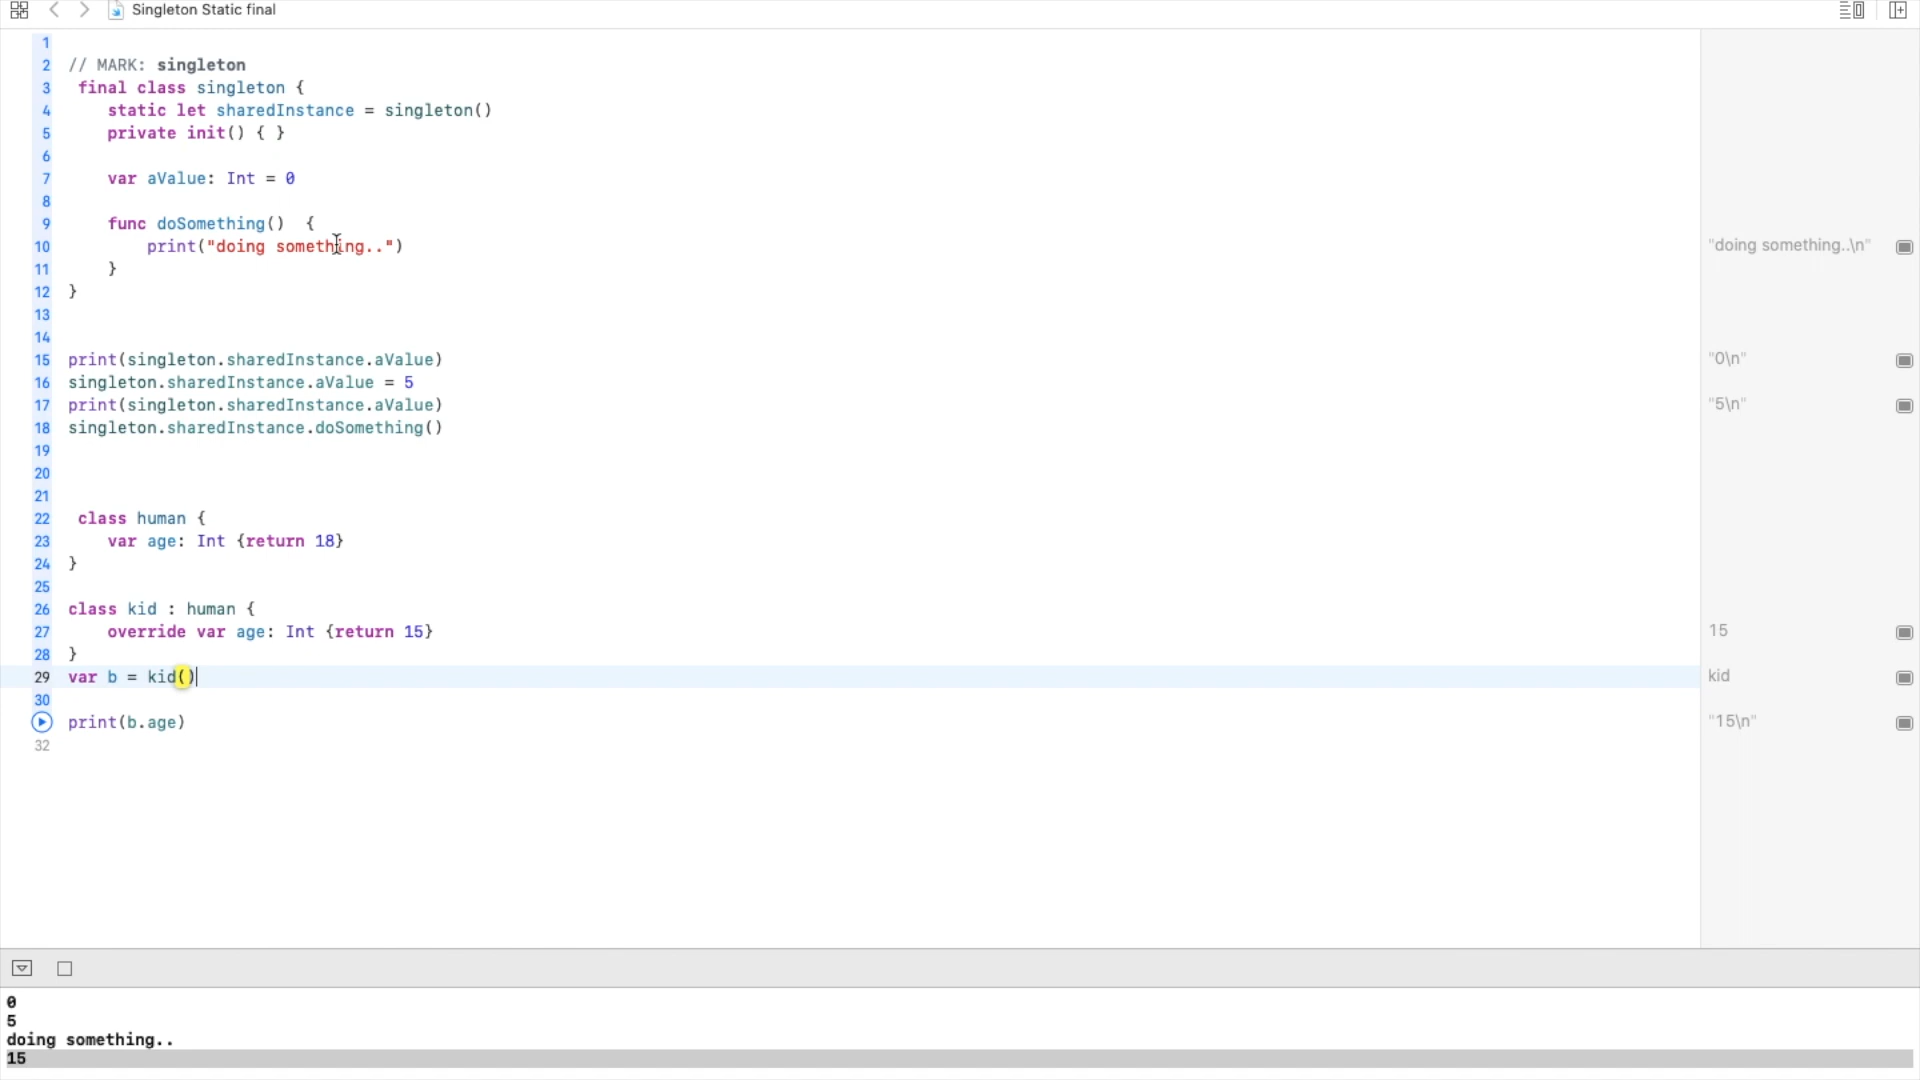 Singleton Static final
1
2 // MARK: singleton
3 final class singleton {
4 static let sharedInstance = singleton()
5 private init() { }
6
7 var aValue: Int = 0
8
9 func doSomething()  {
10 print("doing something..") "doing something..\n"
11 }
12 }
13
14
15 print(singleton.sharedInstance.aValue) "0\n"
16 singleton.sharedInstance.aValue = 5
17 print(singleton.sharedInstance.aValue) "5\n"
18 singleton.sharedInstance.doSomething()
19
20
21
22 class human {
23 var age: Int {return 18}
24 }
25
26 class kid : human {
27 override var age: Int {return 15} 15
28 }
29 var b = kid() kid
30
print(b.age) "15\n"
32
0
5
doing something..
15